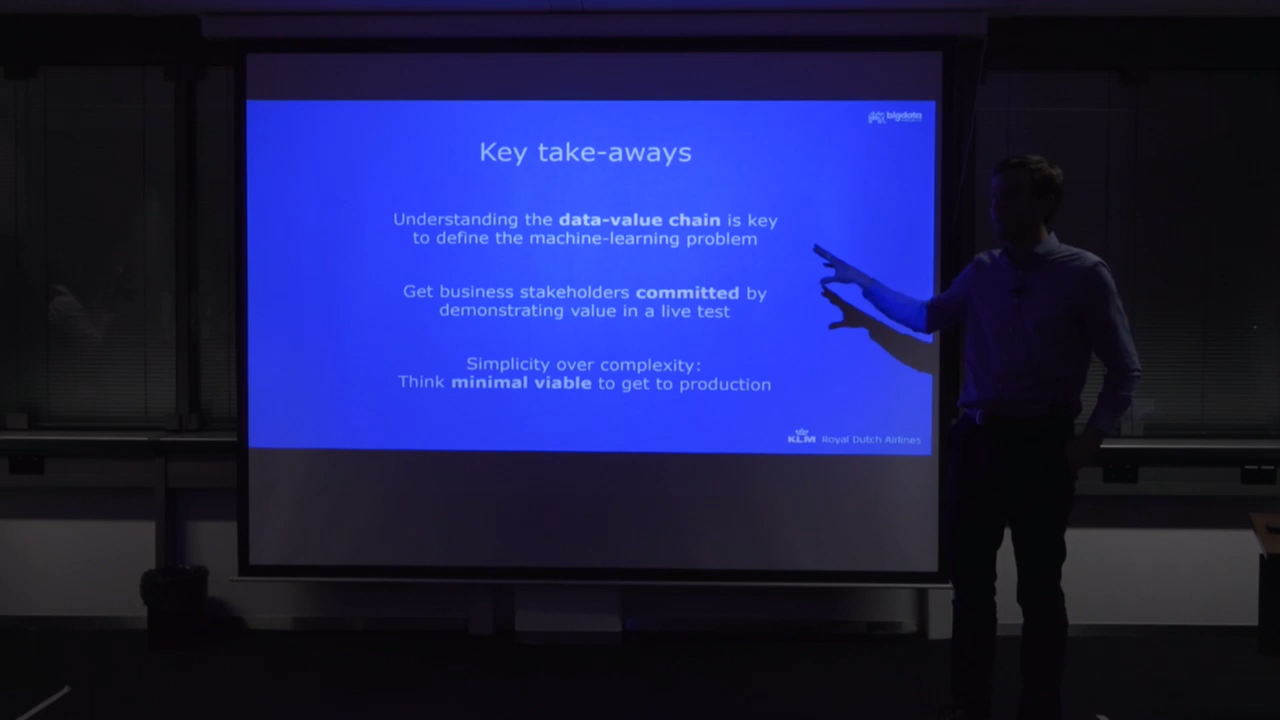 bigdata
Key take-aways
Understanding the data-value chain is key
to define the machine-learning problem
Get business stakeholders committed by
demonstrating value in a live test
Simplicity over complexity:
Think minimal viable to get to production
KLM Royal Dutch Airlines